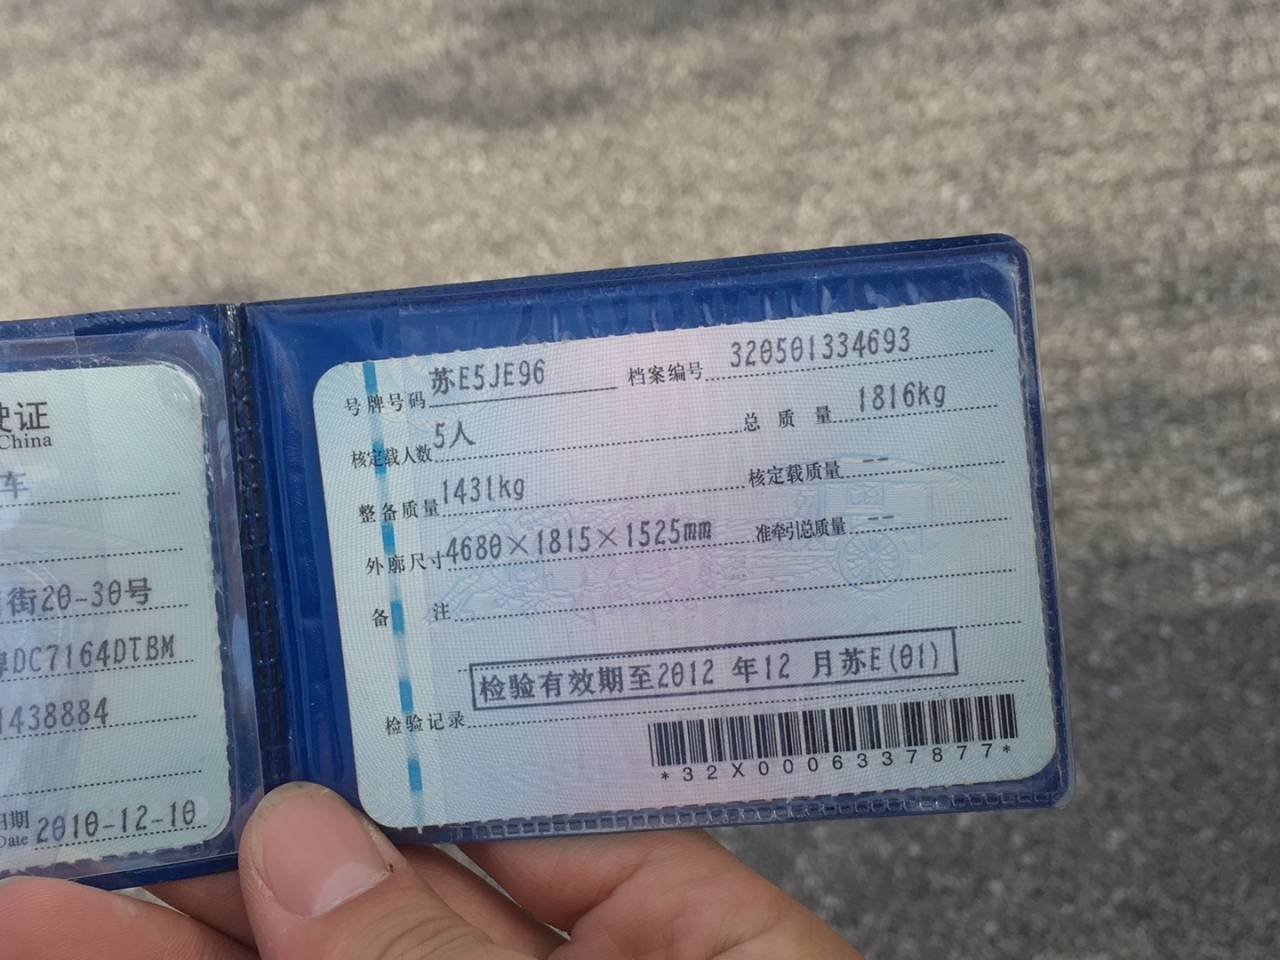 驶证
China
车
街20-30号
DC7164DTBM
1438884
日期
Date 2010-12-10
号牌号码 苏E5JE96 档案编号 320501334693
核定载人数 5人 总质量 1816kg
整备质量 1431kg 核定载质量 --
外廓尺寸 4680×1815×1525mm 准牵引总质量 --
备注
检验有效期至2012 年12 月苏E(01)
检验记录
*32X0006337877*